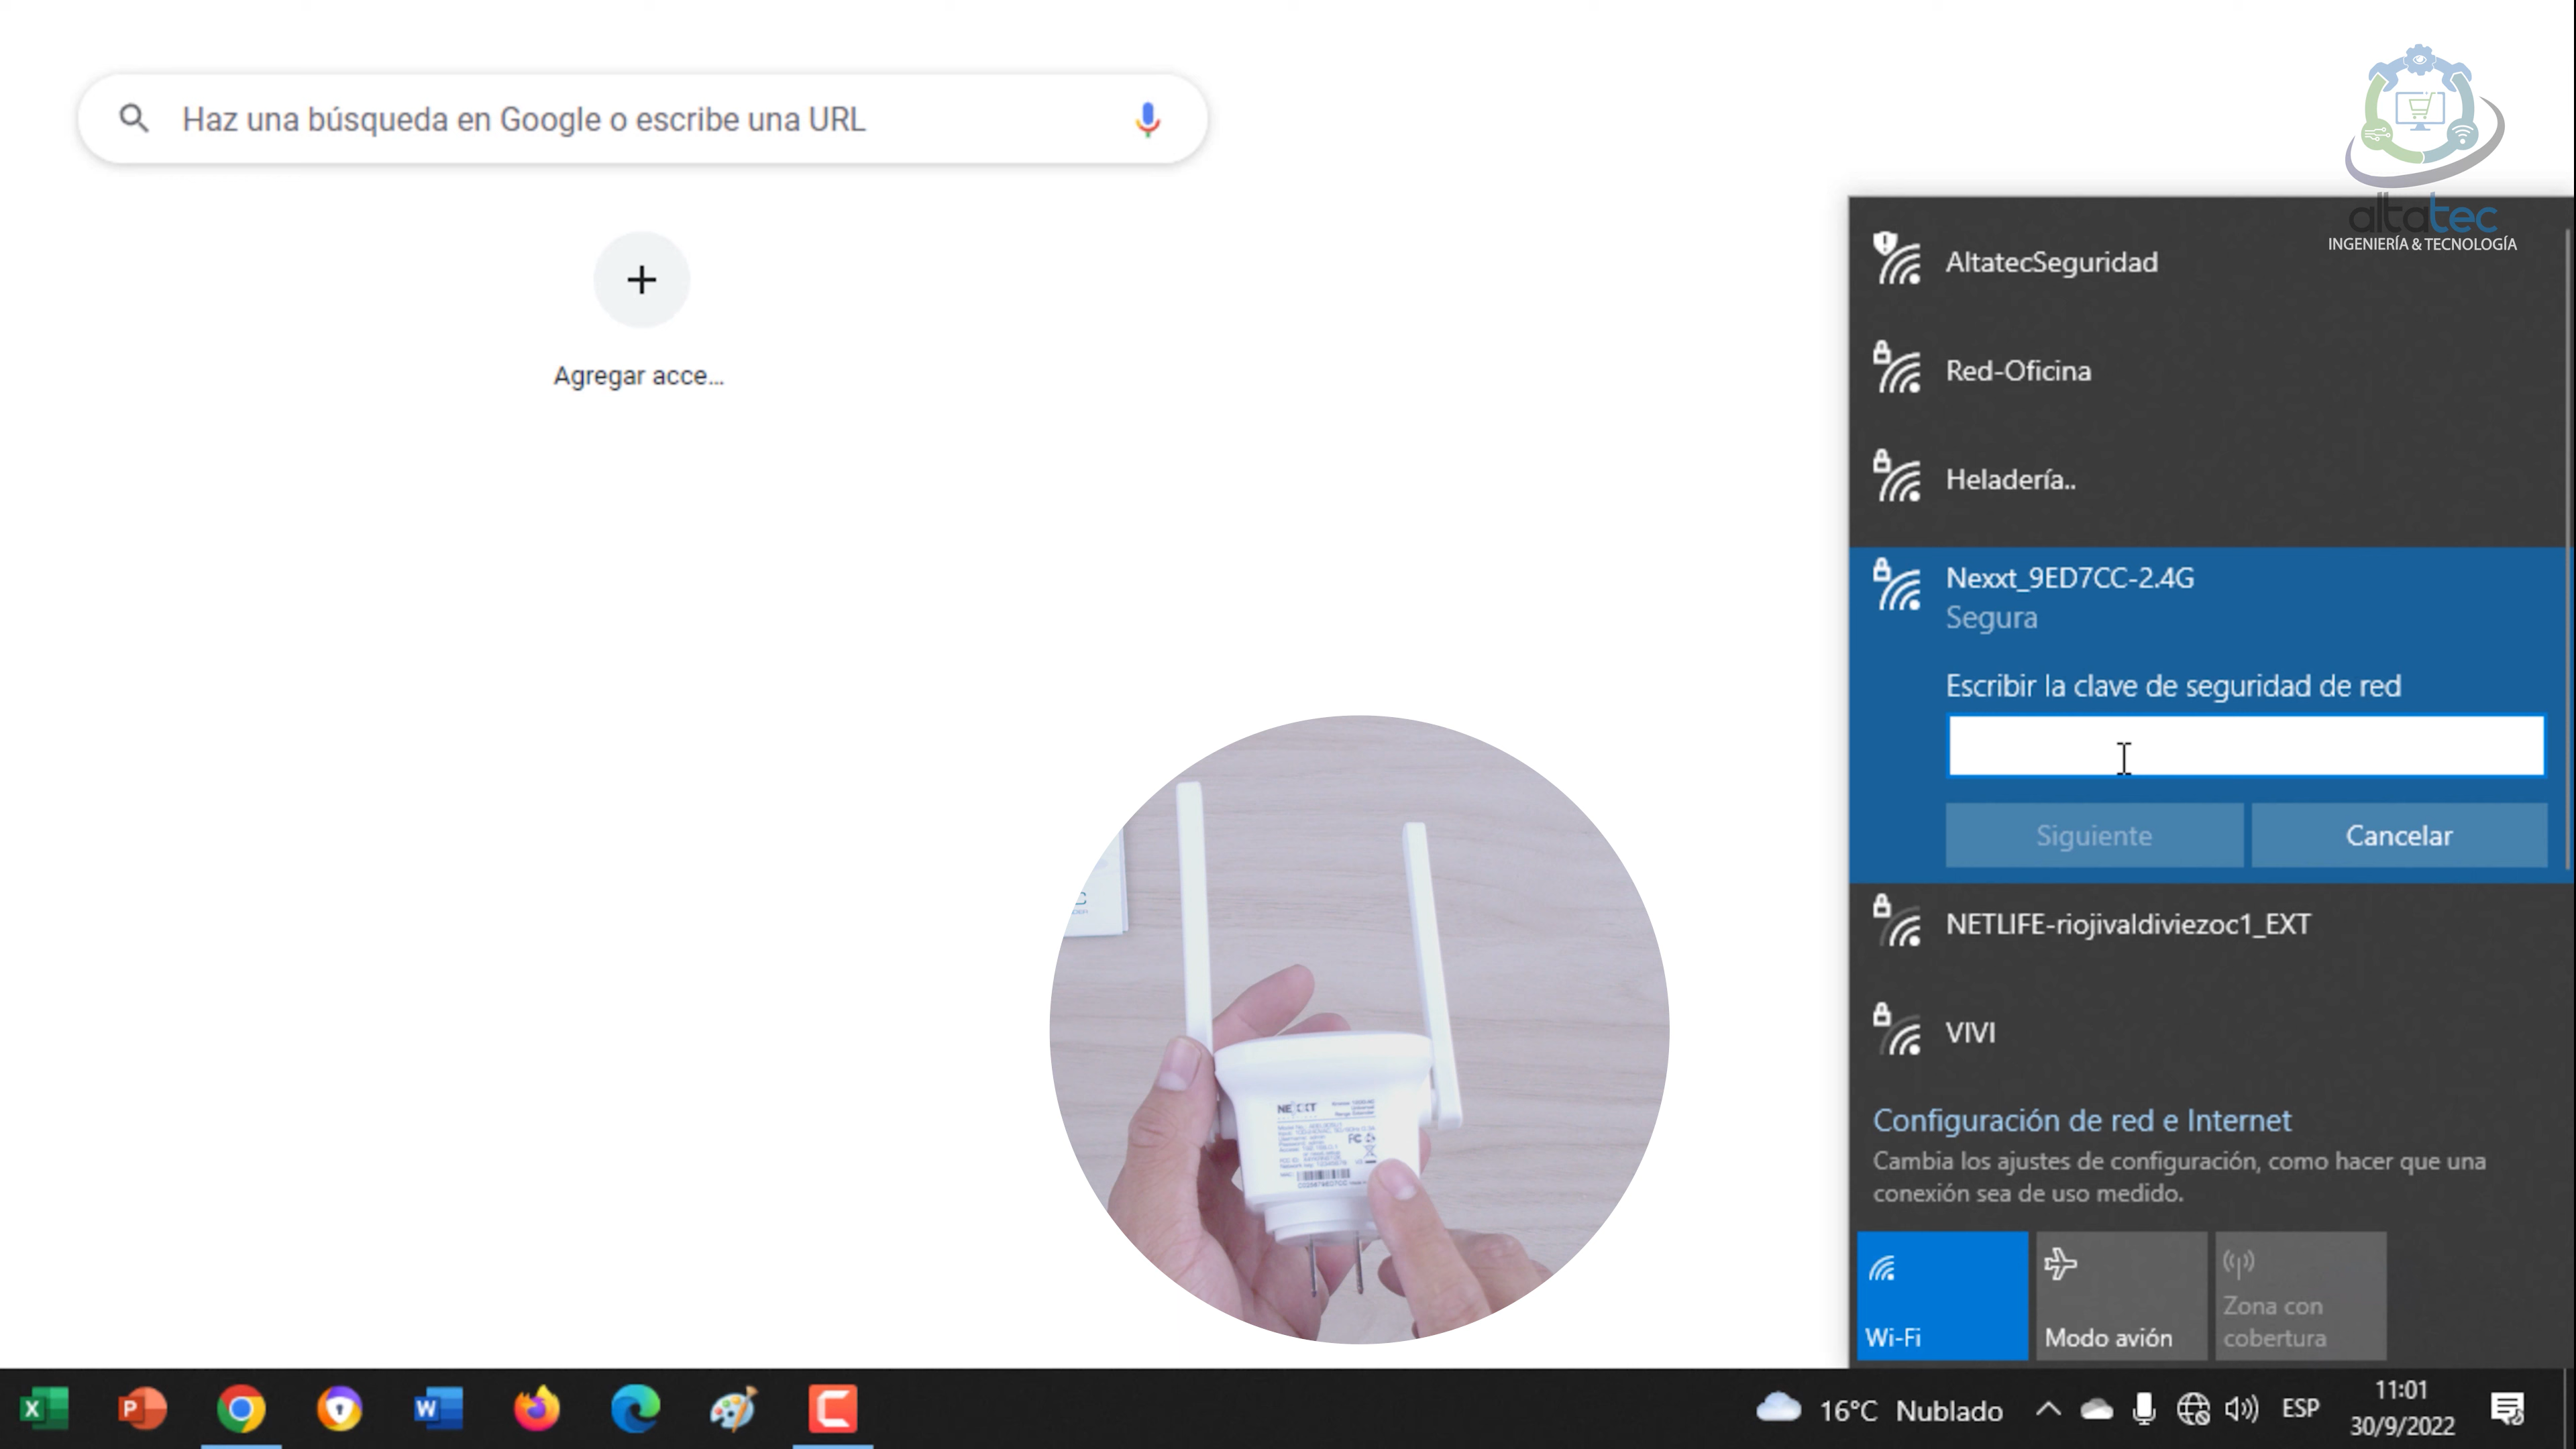 Haz una búsqueda en Google o escribe una URL
Agregar acce...
altatec
INGENIERÍA & TECNOLOGÍA
AltatecSeguridad
Red-Oficina
Heladería..
Nexxt_9ED7CC-2.4G
Segura
Escribir la clave de seguridad de red
Siguiente
Cancelar
NETLIFE-riojivaldiviezoc1_EXT
VIVI
Configuración de red e Internet
Cambia los ajustes de configuración, como hacer que una
conexión sea de uso medido.
Wi-Fi
Modo avión
Zona con
cobertura
NEXXT
FC
16°C Nublado
ESP
11:01
30/9/2022